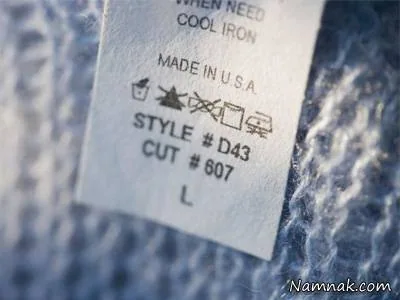 WHEN NEED
COOL IRON
MADE IN U.S.A.
STYLE # D43
CUT # 607
L
Namnak.com